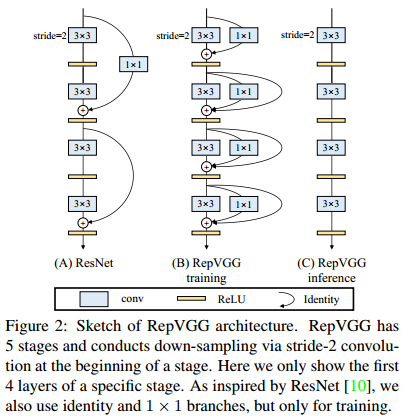 stride=2 3×3 1×1
3×3
3×3
3×3
(A) ResNet
stride=2 3×3 1×1
3×3 1×1
3×3 1×1
3×3 1×1
(B) RepVGG
training
stride=2 3×3
3×3
3×3
3×3
(C) RepVGG
inference
conv ReLU Identity
Figure 2: Sketch of RepVGG architecture. RepVGG has
5 stages and conducts down-sampling via stride-2 convolu-
tion at the beginning of a stage. Here we only show the first
4 layers of a specific stage. As inspired by ResNet [10], we
also use identity and 1 × 1 branches, but only for training.